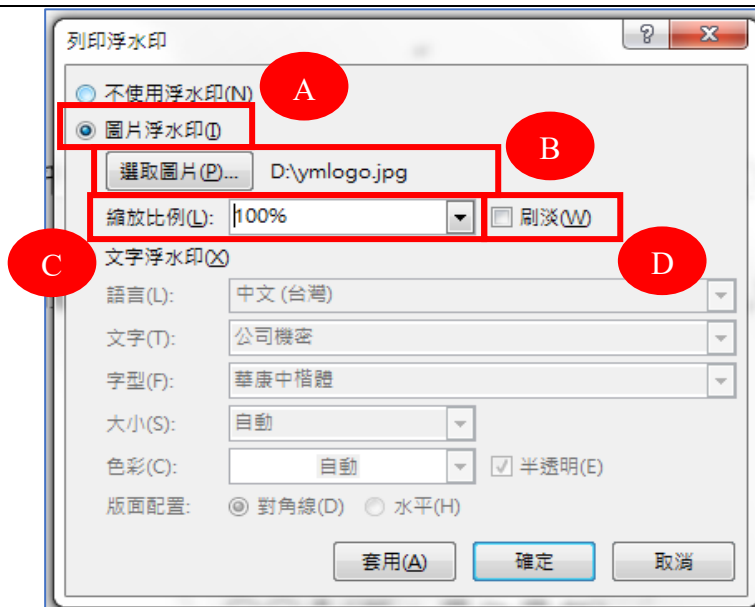 列印浮水印
不使用浮水印(N)
A
圖片浮水印(I)
B
選取圖片(P)... D:\ymlogo.jpg
縮放比例(L): 100% 刷淡(W)
C
文字浮水印(X)
D
語言(L): 中文 (台灣)
文字(T): 公司機密
字型(F): 華康中楷體
大小(S): 自動
色彩(C): 自動 半透明(E)
版面配置: 對角線(D) 水平(H)
套用(A) 確定 取消